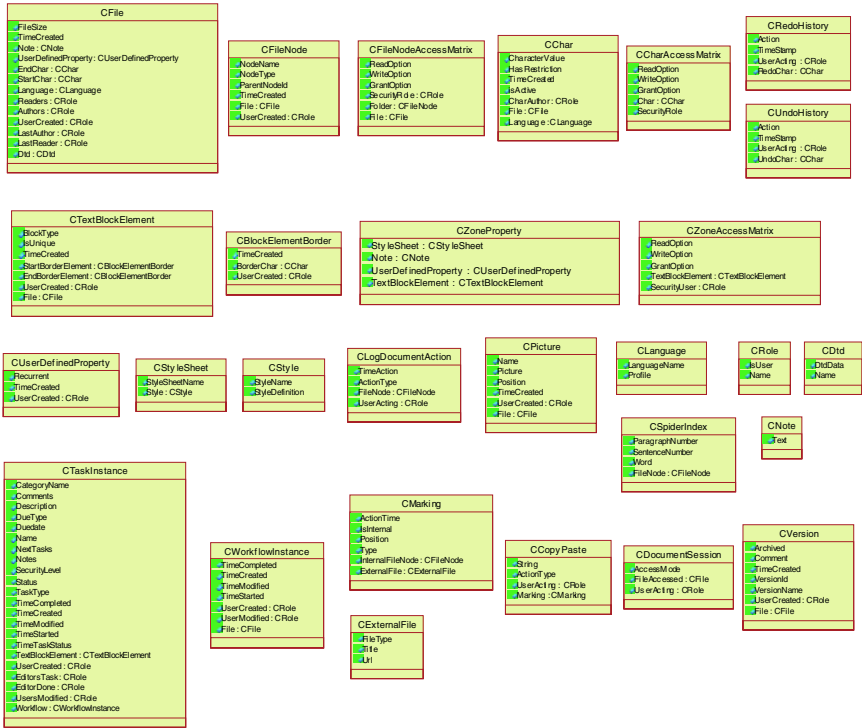 CFile
FileSize
TimeCreated
Note : CNote
UserDefinedProperty : CUserDefinedProperty
EndChar : CChar
StartChar : CChar
Language : CLanguage
Readers : CRole
Authors : CRole
UserCreated : CRole
LastAuthor : CRole
LastReader : CRole
Dtd : CDtd
CFileNode
NodeName
NodeType
ParentNodeId
TimeCreated
File : CFile
UserCreated : CRole
CFileNodeAccessMatrix
ReadOption
WriteOption
GrantOption
SecurityRole : CRole
Folder : CFileNode
File : CFile
CChar
CharacterValue
HasRestriction
TimeCreated
isActive
CharAuthor : CRole
File : CFile
Language : CLanguage
CCharAccessMatrix
ReadOption
WriteOption
GrantOption
Char : CChar
SecurityRole
CRedoHistory
Action
TimeStamp
UserActing : CRole
RedoChar : CChar
CUndoHistory
Action
TimeStamp
UserActing : CRole
UndoChar : CChar
CTextBlockElement
BlockType
IsUnique
TimeCreated
StartBorderElement : CBlockElementBorder
EndBorderElement : CBlockElementBorder
UserCreated : CRole
File : CFile
CBlockElementBorder
TimeCreated
BorderChar : CChar
UserCreated : CRole
CZoneProperty
StyleSheet : CStyleSheet
Note : CNote
UserDefinedProperty : CUserDefinedProperty
TextBlockElement : CTextBlockElement
CZoneAccessMatrix
ReadOption
WriteOption
GrantOption
TextBlockElement : CTextBlockElement
SecurityUser : CRole
CUserDefinedProperty
Recurrent
TimeCreated
UserCreated : CRole
CStyleSheet
StyleSheetName
Style : CStyle
CStyle
StyleName
StyleDefinition
CLogDocumentAction
TimeAction
ActionType
FileNode : CFileNode
UserActing : CRole
CPicture
Name
Picture
Position
TimeCreated
UserCreated : CRole
File : CFile
CLanguage
LanguageName
Profile
CRole
IsUser
Name
CDtd
DtdData
Name
CSpiderIndex
ParagraphNumber
SentenceNumber
Word
FileNode : CFileNode
CNote
Text
CTaskInstance
CategoryName
Comments
Description
DueType
Duedate
Name
NextTasks
Notes
SecurityLevel
Status
TaskType
TimeCompleted
TimeCreated
TimeModified
TimeStarted
TimeTaskStatus
TextBlockElement : CTextBlockElement
UserCreated : CRole
EditorsTask : CRole
EditorDone : CRole
UsersModified : CRole
Workflow : CWorkflowInstance
CWorkflowInstance
TimeCompleted
TimeCreated
TimeModified
TimeStarted
UserCreated : CRole
UserModified : CRole
File : CFile
CMarking
ActionTime
IsInternal
Position
Type
InternalFileNode : CFileNode
ExternalFile : CExternalFile
CExternalFile
FileType
Title
Url
CCopyPaste
String
ActionType
UserActing : CRole
Marking : CMarking
CDocumentSession
AccessMode
FileAccessed : CFile
UserActing : CRole
CVersion
Archived
Comment
TimeCreated
VersionId
VersionName
UserCreated : CRole
File : CFile